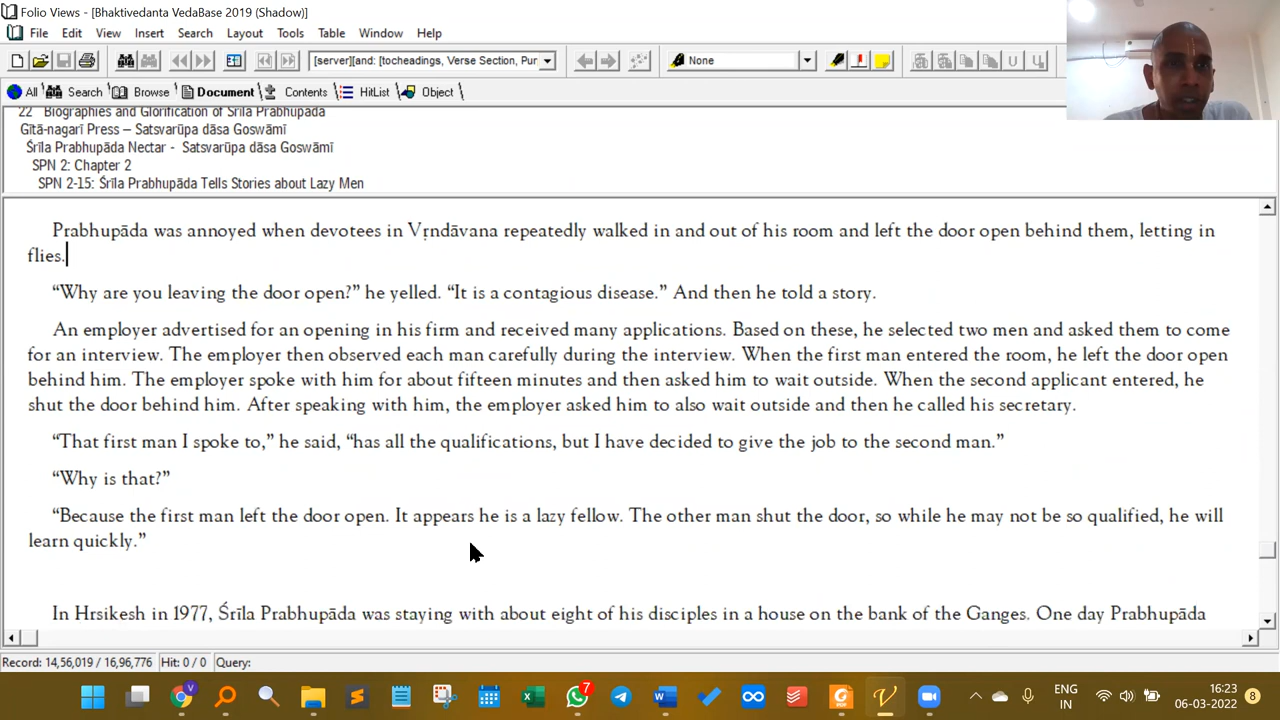 Folio Views - [Bhaktivedanta VedaBase 2019 (Shadow)]
File Edit View Insert Search Layout Tools Table Window Help
[server][and: [tocheadings, Verse Section, Pur None
All Search Browse Document Contents HitList Object
22 Biographies and Glorification of Śrīla Prabhupāda
Gītā-nagarī Press – Satsvarūpa dāsa Goswāmī
Śrīla Prabhupāda Nectar - Satsvarūpa dāsa Goswāmī
SPN 2: Chapter 2
SPN 2-15: Śrīla Prabhupāda Tells Stories about Lazy Men
Prabhupāda was annoyed when devotees in Vṛndāvana repeatedly walked in and out of his room and left the door open behind them, letting in
flies.
“Why are you leaving the door open?” he yelled. “It is a contagious disease.” And then he told a story.
An employer advertised for an opening in his firm and received many applications. Based on these, he selected two men and asked them to come
for an interview. The employer then observed each man carefully during the interview. When the first man entered the room, he left the door open
behind him. The employer spoke with him for about fifteen minutes and then asked him to wait outside. When the second applicant entered, he
shut the door behind him. After speaking with him, the employer asked him to also wait outside and then he called his secretary.
“That first man I spoke to,” he said, “has all the qualifications, but I have decided to give the job to the second man.”
“Why is that?”
“Because the first man left the door open. It appears he is a lazy fellow. The other man shut the door, so while he may not be so qualified, he will
learn quickly.”
In Hrsikesh in 1977, Śrīla Prabhupāda was staying with about eight of his disciples in a house on the bank of the Ganges. One day Prabhupāda
Record: 14,56,019 / 16,96,776 Hit: 0 / 0 Query:
7 ENG 16:23
IN 06-03-2022 8